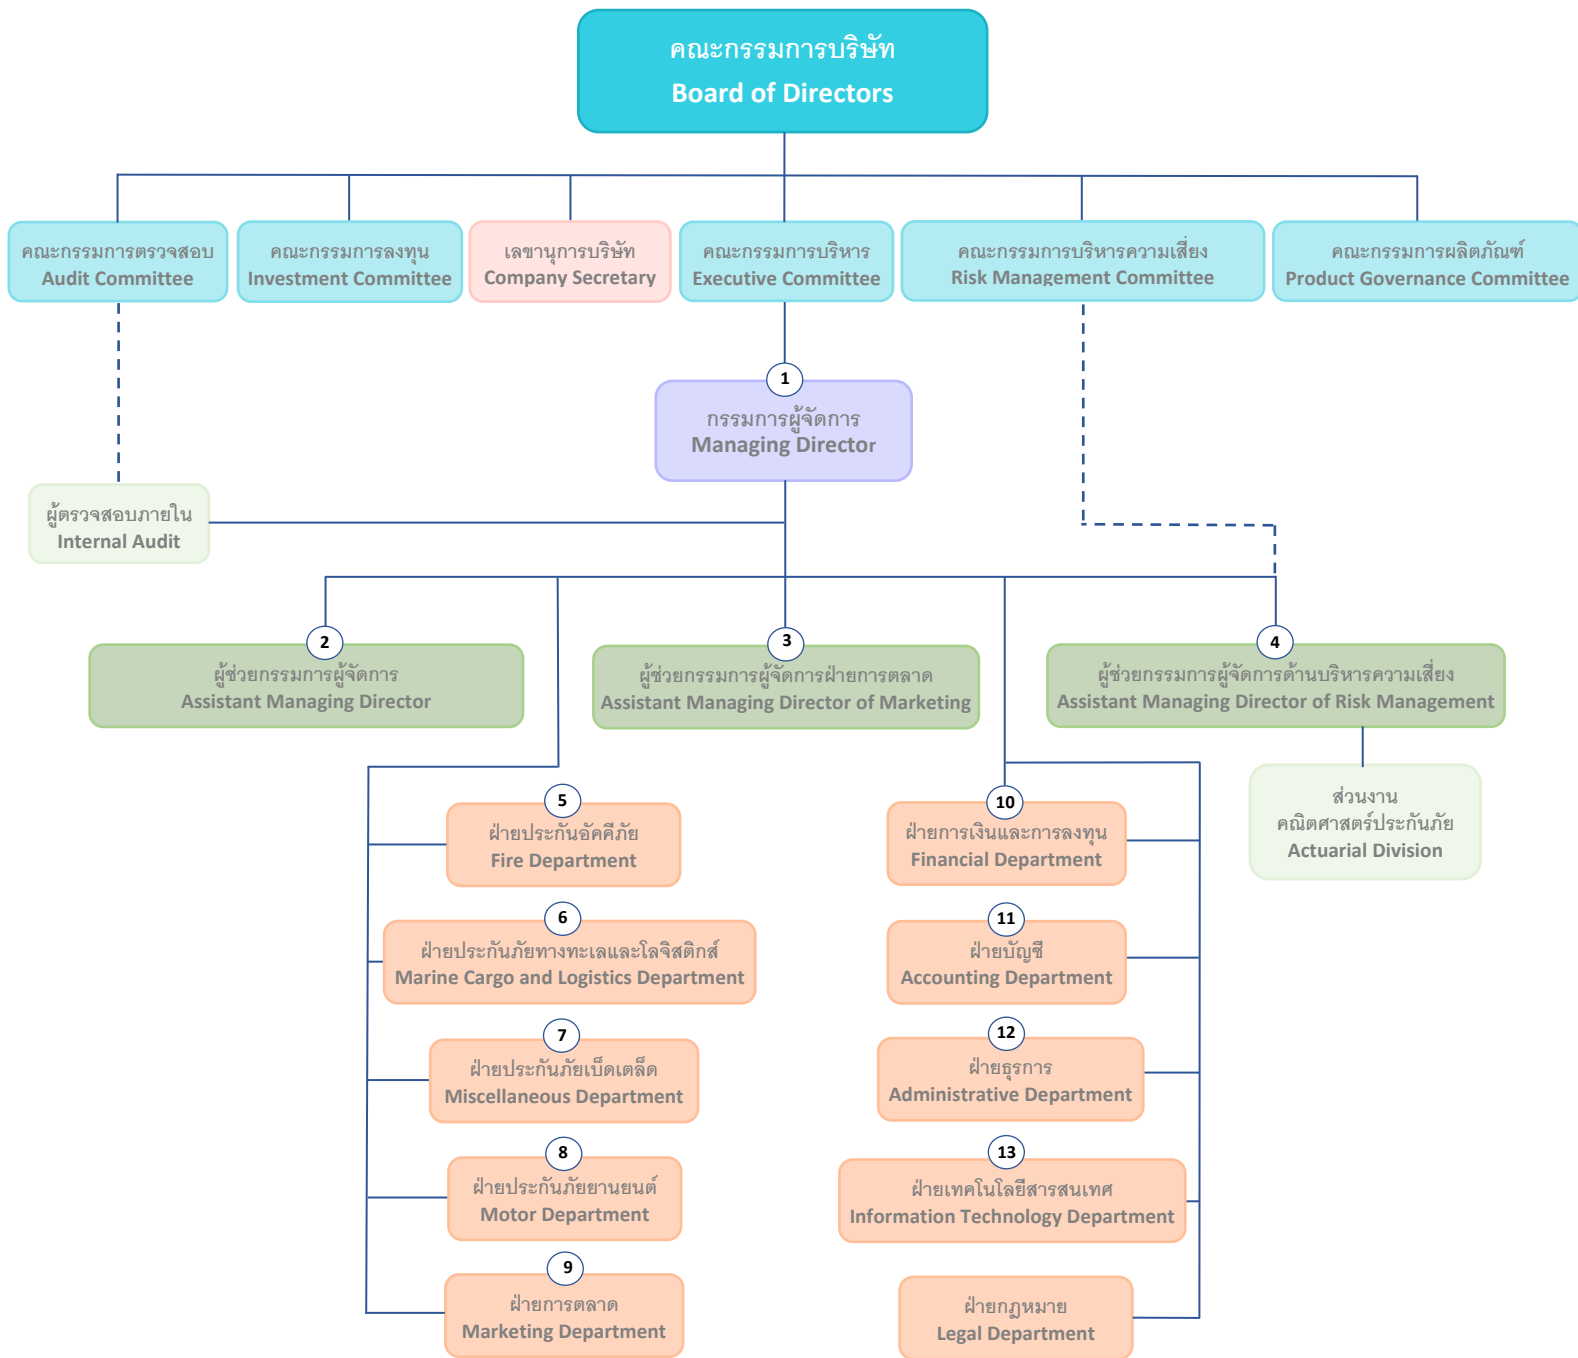 คณะกรรมการบริษัท
Board of Directors
คณะกรรมการตรวจสอบ
Audit Committee
คณะกรรมการลงทุน
Investment Committee
เลขานุการบริษัท
Company Secretary
คณะกรรมการบริหาร
Executive Committee
คณะกรรมการบริหารความเสี่ยง
Risk Management Committee
คณะกรรมการผลิตภัณฑ์
Product Governance Committee
1
กรรมการผู้จัดการ
Managing Director
ผู้ตรวจสอบภายใน
Internal Audit
2
ผู้ช่วยกรรมการผู้จัดการ
Assistant Managing Director
3
ผู้ช่วยกรรมการผู้จัดการฝ่ายการตลาด
Assistant Managing Director of Marketing
4
ผู้ช่วยกรรมการผู้จัดการด้านบริหารความเสี่ยง
Assistant Managing Director of Risk Management
ส่วนงาน
คณิตศาสตร์ประกันภัย
Actuarial Division
5
ฝ่ายประกันอัคคีภัย
Fire Department
6
ฝ่ายประกันภัยทางทะเลและโลจิสติกส์
Marine Cargo and Logistics Department
7
ฝ่ายประกันภัยเบ็ดเตล็ด
Miscellaneous Department
8
ฝ่ายประกันภัยยานยนต์
Motor Department
9
ฝ่ายการตลาด
Marketing Department
10
ฝ่ายการเงินและการลงทุน
Financial Department
11
ฝ่ายบัญชี
Accounting Department
12
ฝ่ายธุรการ
Administrative Department
13
ฝ่ายเทคโนโลยีสารสนเทศ
Information Technology Department
ฝ่ายกฎหมาย
Legal Department